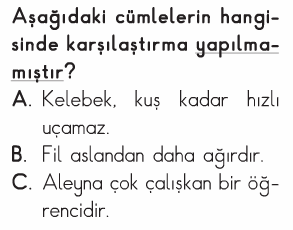 Aşağıdaki cümlelerin hangi-
sinde karşılaştırma yapılma-
mıştır?
A. Kelebek, kuş kadar hızlı
uçamaz.
B. Fil aslandan daha ağırdır.
C. Aleyna çok çalışkan bir öğ-
rencidir.